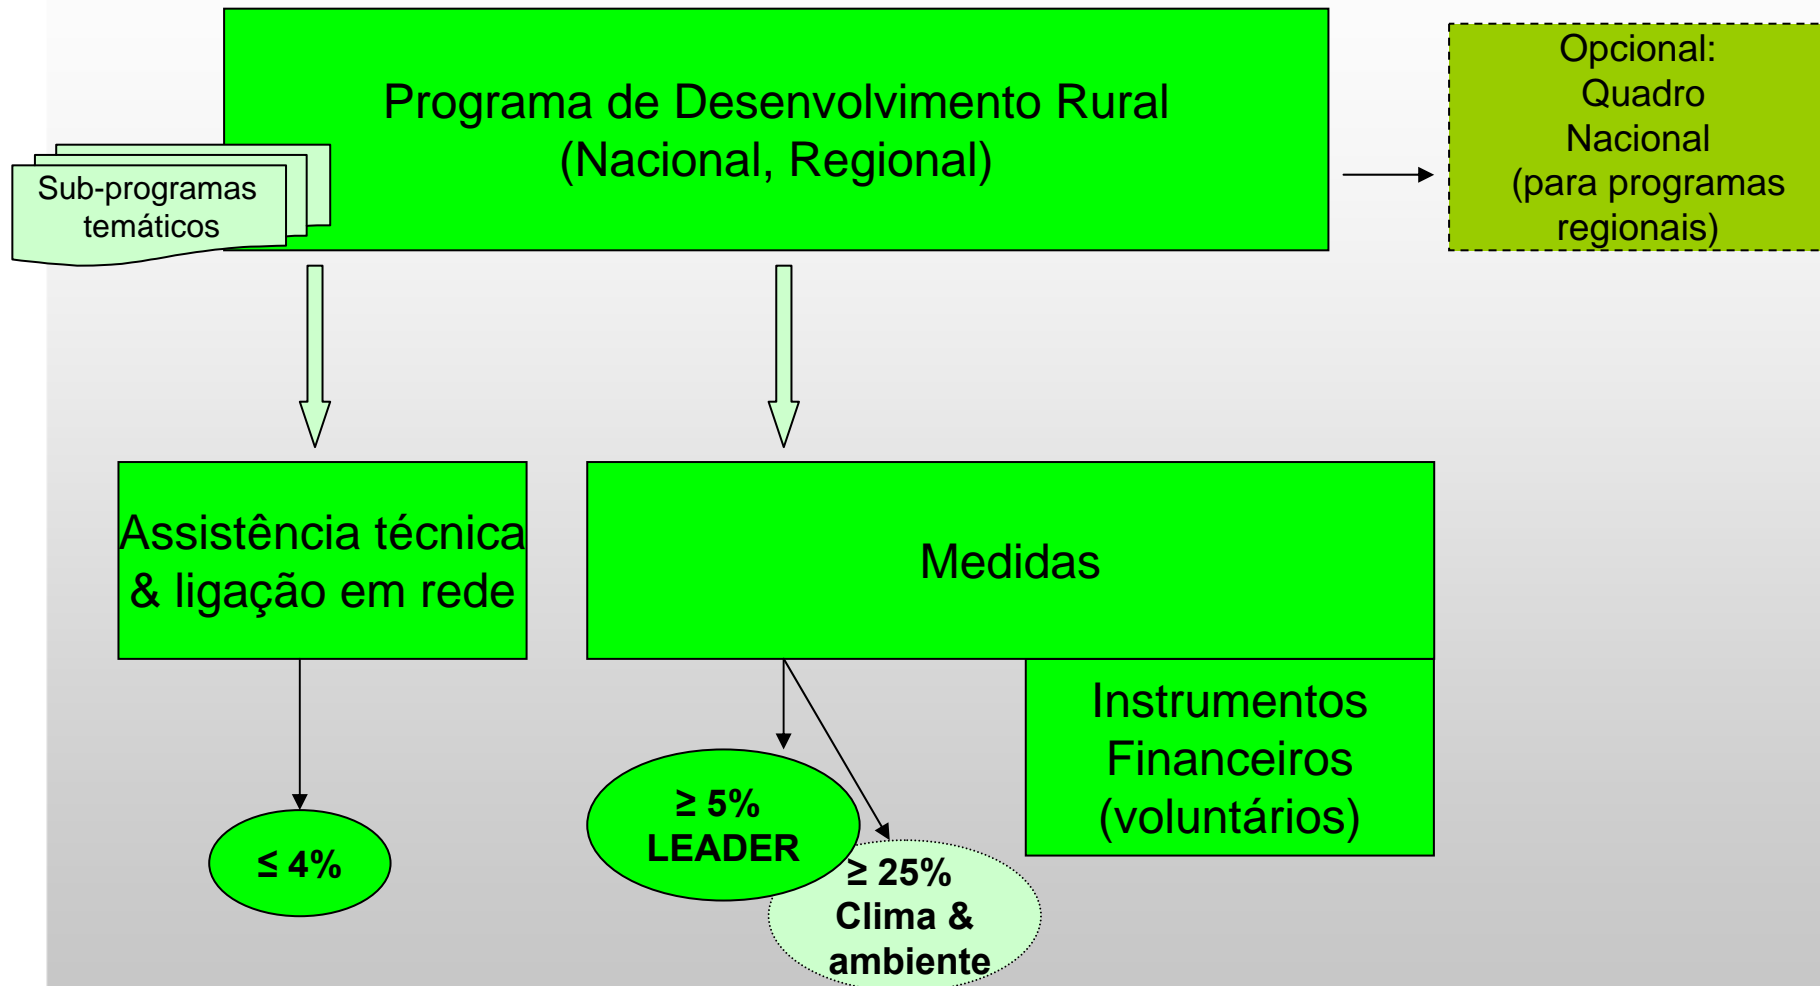 Programa de Desenvolvimento Rural
(Nacional, Regional)
Opcional:
Quadro
Nacional
(para programas
regionais)
Sub-programas
temáticos
Assistência técnica
& ligação em rede
Medidas
Instrumentos
Financeiros
(voluntários)
≤ 4%
≥ 5%
LEADER
≥ 25%
Clima &
ambiente